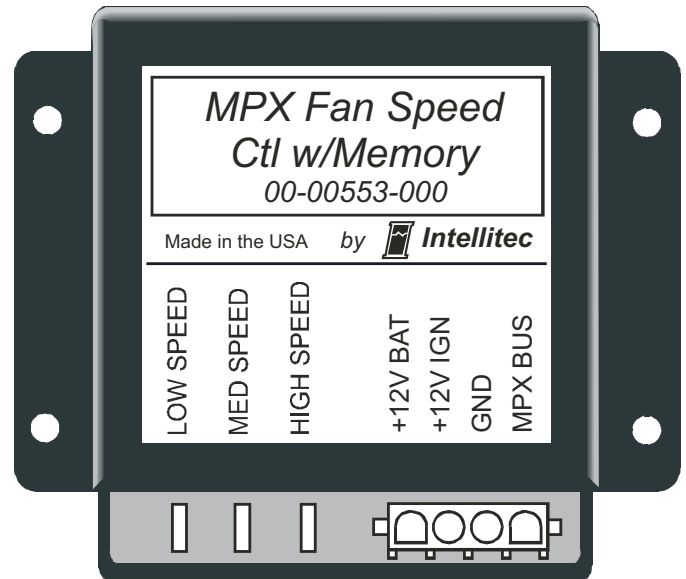 MPX Fan Speed
Ctl w/Memory
00-00553-000
Made in the USA by Intellitec
LOW SPEED
MED SPEED
HIGH SPEED
+12V BAT
+12V IGN
GND
MPX BUS